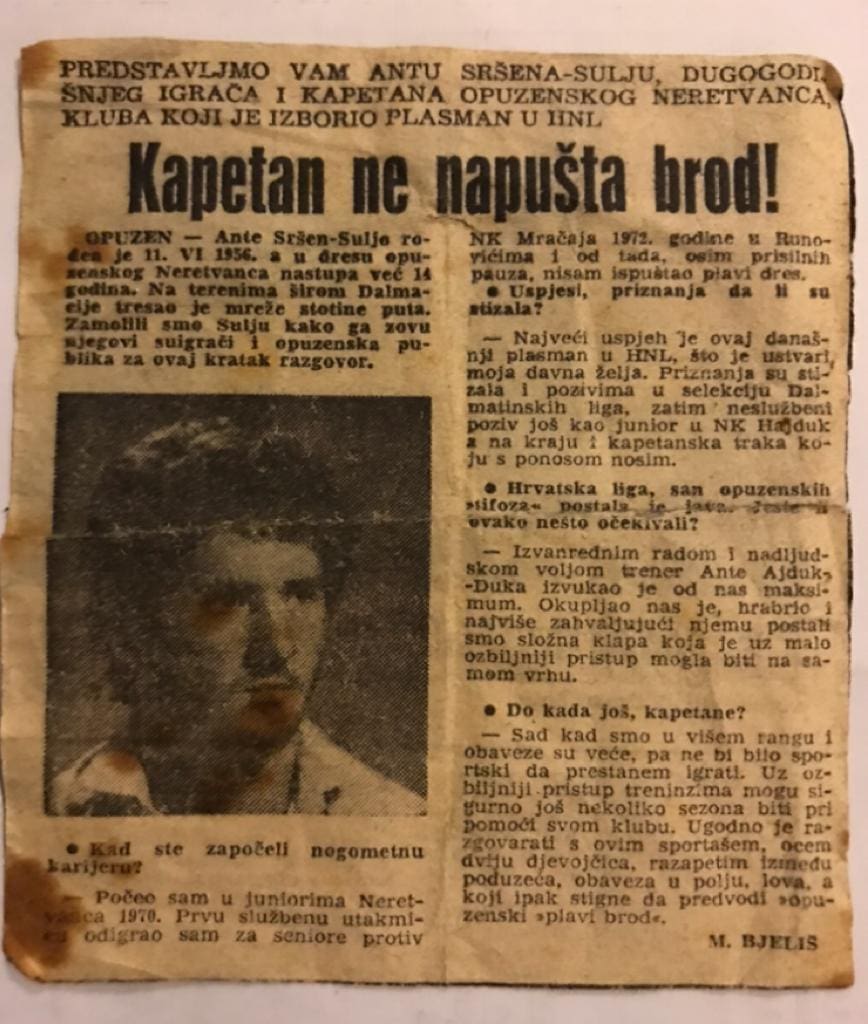 PREDSTAVLJMO VAM ANTU SRŠENA-SULJU, DUGOGODI
ŠNJEG IGRAČA I KAPETANA OPUZENSKOG NERETVANCA,
KLUBA KOJI JE IZBORIO PLASMAN U HNL
Kapetan ne napušta brod!
OPUZEN — Ante Sršen-Suljo ro-
đen je 11. VI 1956. a u dresu opu-
zenskog Neretvanca nastupa već 14
godina. Na terenima širom Dalma-
cije tresao je mreže stotine puta.
Zamolili smo Sulju kako ga zovu
njegovi suigrači i opuzenska pu-
blika za ovaj kratak razgovor.
● Kad ste započeli nogometnu
karijeru?
— Počeo sam u juniorima Neret-
vanca 1970. Prvu službenu utakmi-
cu odigrao sam za seniore protiv
NK Mračaja 1972. godine u Runo-
vićima i od tada, osim prisilnih
pauza, nisam ispuštao plavi dres.
● Uspjesi, priznanja da li su
stizala?
— Najveći uspjeh je ovaj današ-
nji plasman u HNL, što je ustvari
moja davna želja. Priznanja su sti-
zala i pozivima u selekciju Dal-
matinskih liga, zatim neslužbeni
poziv još kao junior u NK Hajduk
a na kraju i kapetanska traka ko-
ju s ponosom nosim.
● Hrvatska liga, san opuzenskih
»tifoza« postala je java. Jeste li
ovako nešto očekivali?
— Izvanrednim radom i nadljud-
skom voljom trener Ante Ajduk-
-Duka izvukao je od nas maksi-
mum. Okupljao nas je, hrabrio i
najviše zahvaljujući njemu postali
smo složna klapa koja je uz malo
ozbiljniji pristup mogla biti na sa-
mom vrhu.
● Do kada još, kapetane?
— Sad kad smo u višem rangu i
obaveze su veće, pa ne bi bilo spo-
rtski da prestanem igrati. Uz oz-
biljniji pristup treninzima mogu si-
gurno još nekoliko sezona biti pri
pomoći svom klubu. Ugodno je ra-
zgovarati s ovim sportašem, ocem
dviju djevojčica, razapetim između
poduzeća, obaveza u polju, lova, a
koji ipak stigne da predvodi »opu-
zenski »plavi brod«.
M. BJELIŠ